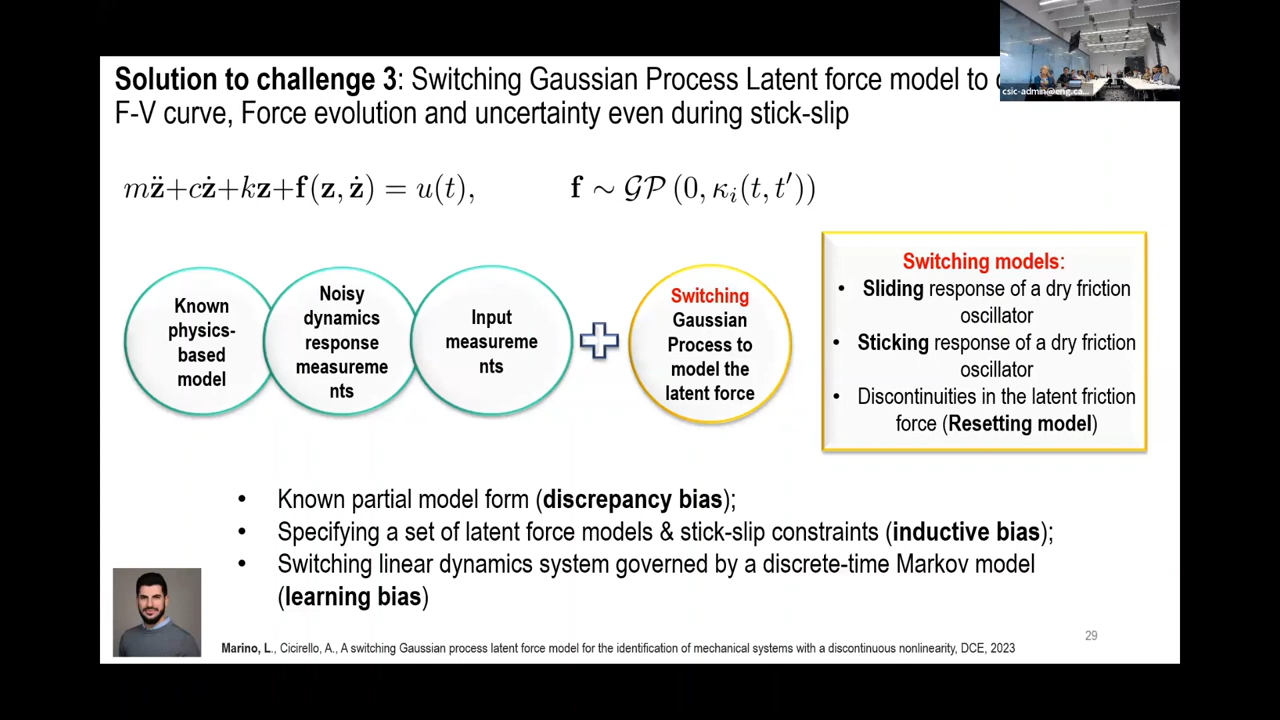 Solution to challenge 3: Switching Gaussian Process Latent force model to
F-V curve, Force evolution and uncertainty even during stick-slip
csic-admin@eng.ca...
mz̈+cż+kz+f(z, ż) = u(t),
f ∼ GP (0, κᵢ(t, t′))
Known
physics-
based
model
Noisy
dynamics
response
measureme
nts
Input
measureme
nts
Switching
Gaussian
Process to
model the
latent force
Switching models:
• Sliding response of a dry friction
oscillator
• Sticking response of a dry friction
oscillator
• Discontinuities in the latent friction
force (Resetting model)
• Known partial model form (discrepancy bias);
• Specifying a set of latent force models & stick-slip constraints (inductive bias);
• Switching linear dynamics system governed by a discrete-time Markov model
(learning bias)
29
Marino, L., Cicirello, A., A switching Gaussian process latent force model for the identification of mechanical systems with a discontinuous nonlinearity, DCE, 2023